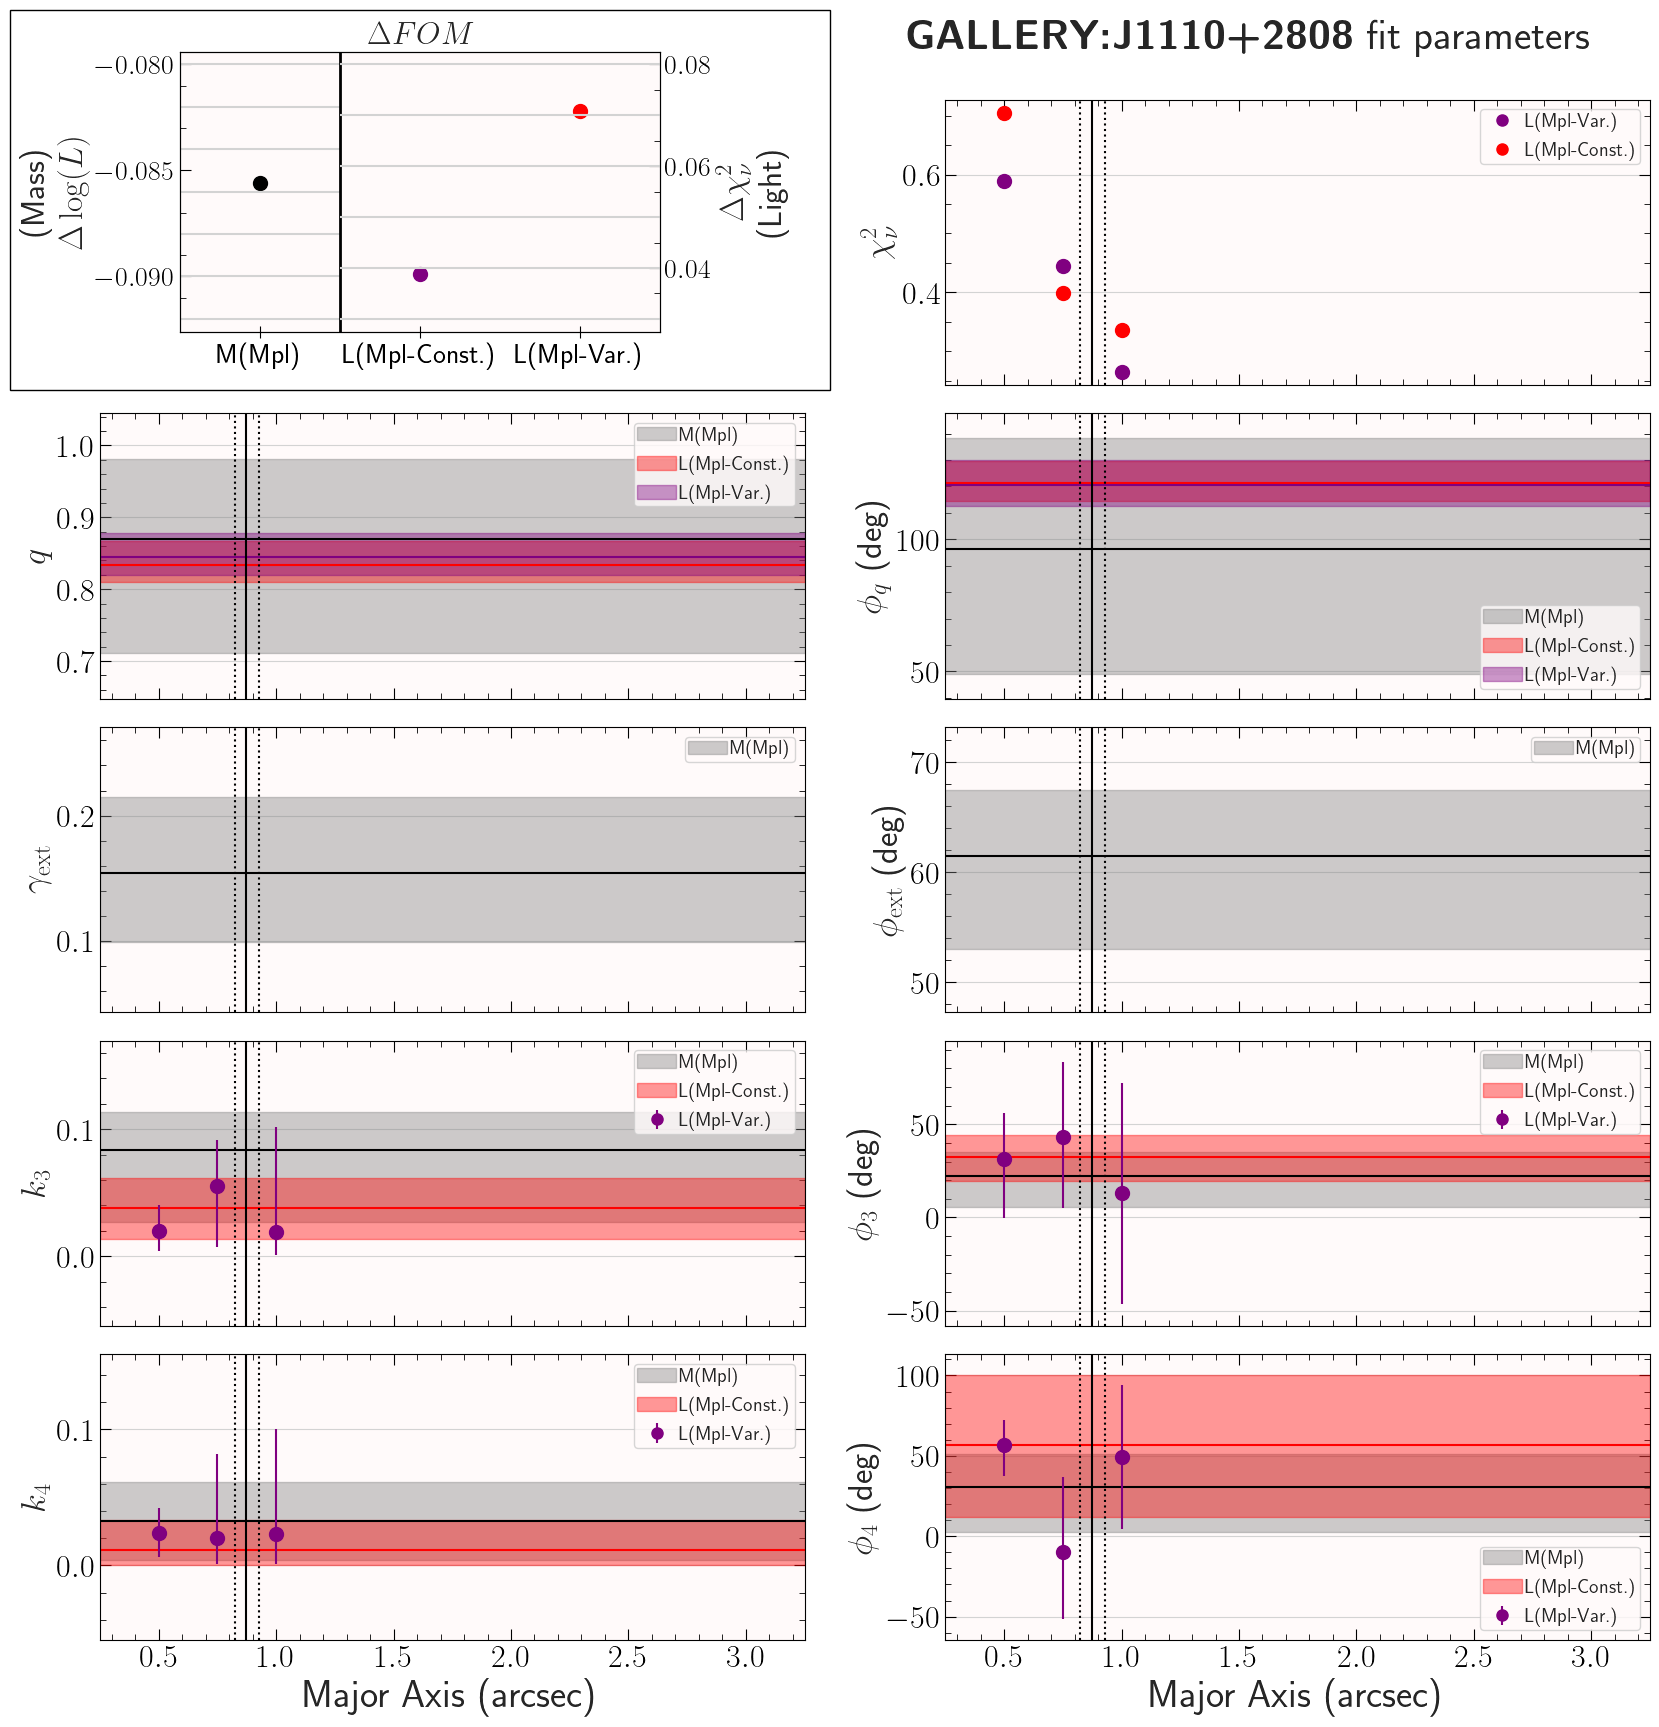 GALLERY:J1110+2808 fit parameters
ΔFOM
−0.080
−0.085
−0.090
(Mass)
Δ log(L)
0.08
0.06
0.04
Δχ²ᵥ
(Light)
M(Mpl)
L(Mpl-Const.)
L(Mpl-Var.)
χ²ᵥ
0.6
0.4
L(Mpl-Var.)
L(Mpl-Const.)
q
1.0
0.9
0.8
0.7
M(Mpl)
L(Mpl-Const.)
L(Mpl-Var.)
ϕq (deg)
100
50
M(Mpl)
L(Mpl-Const.)
L(Mpl-Var.)
γext
0.2
0.1
M(Mpl)
ϕext (deg)
70
60
50
M(Mpl)
k3
0.1
0.0
M(Mpl)
L(Mpl-Const.)
L(Mpl-Var.)
ϕ3 (deg)
50
0
−50
M(Mpl)
L(Mpl-Const.)
L(Mpl-Var.)
k4
0.1
0.0
M(Mpl)
L(Mpl-Const.)
L(Mpl-Var.)
0.5 1.0 1.5 2.0 2.5 3.0
Major Axis (arcsec)
ϕ4 (deg)
100
50
0
−50
M(Mpl)
L(Mpl-Const.)
L(Mpl-Var.)
0.5 1.0 1.5 2.0 2.5 3.0
Major Axis (arcsec)